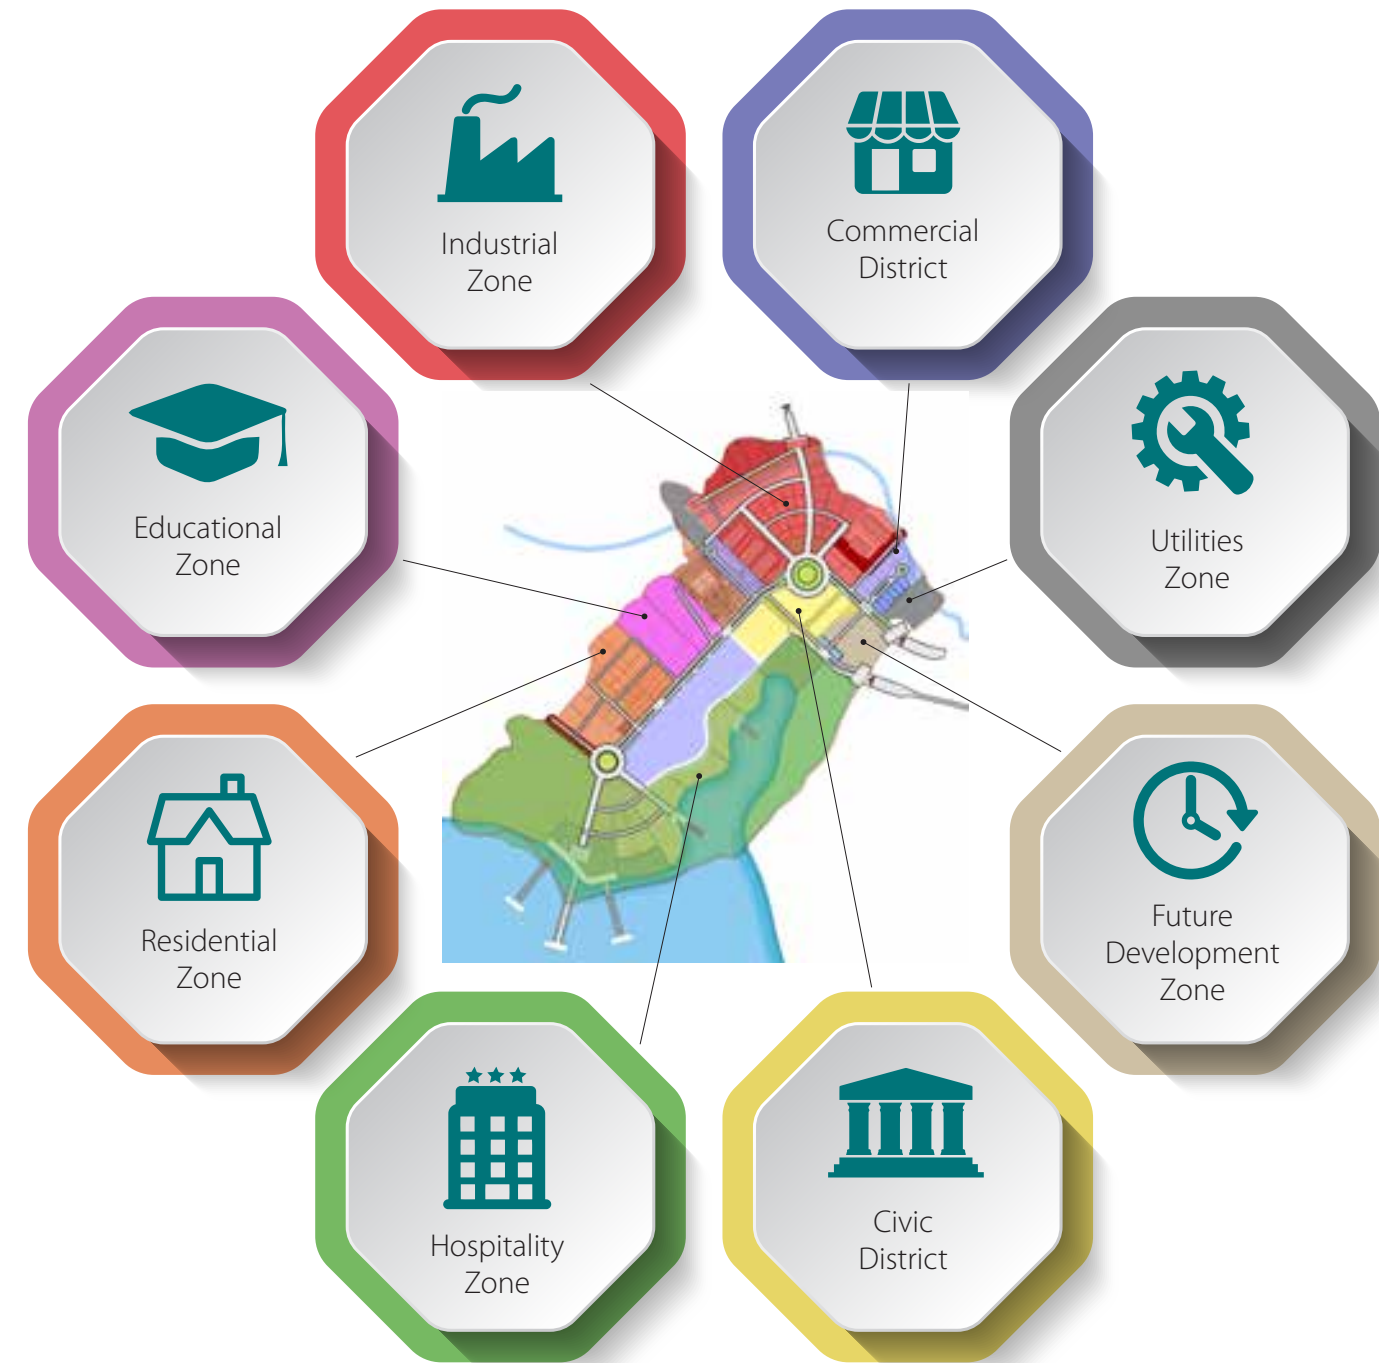 Industrial
Zone
Commercial
District
Educational
Zone
Utilities
Zone
Residential
Zone
Future
Development
Zone
Hospitality
Zone
Civic
District